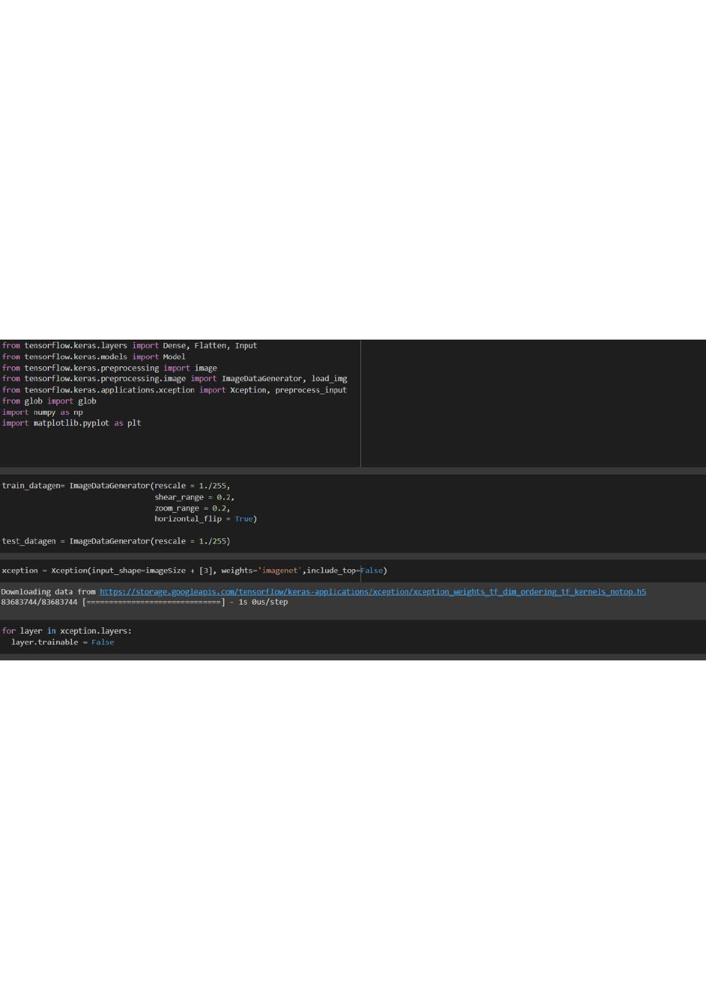 from tensorflow.keras.layers import Dense, Flatten, Input
from tensorflow.keras.models import Model
from tensorflow.keras.preprocessing import image
from tensorflow.keras.preprocessing.image import ImageDataGenerator, load_img
from tensorflow.keras.applications.xception import Xception, preprocess_input
from glob import glob
import numpy as np
import matplotlib.pyplot as plt
train_datagen= ImageDataGenerator(rescale = 1./255,
shear_range = 0.2,
zoom_range = 0.2,
horizontal_flip = True)
test_datagen = ImageDataGenerator(rescale = 1./255)
xception = Xception(input_shape=imageSize + [3], weights='imagenet',include_top=False)
Downloading data from https://storage.googleapis.com/tensorflow/keras-applications/xception/xception_weights_tf_dim_ordering_tf_kernels_notop.h5
83683744/83683744 [==============================] - 1s 0us/step
for layer in xception.layers:
layer.trainable = False